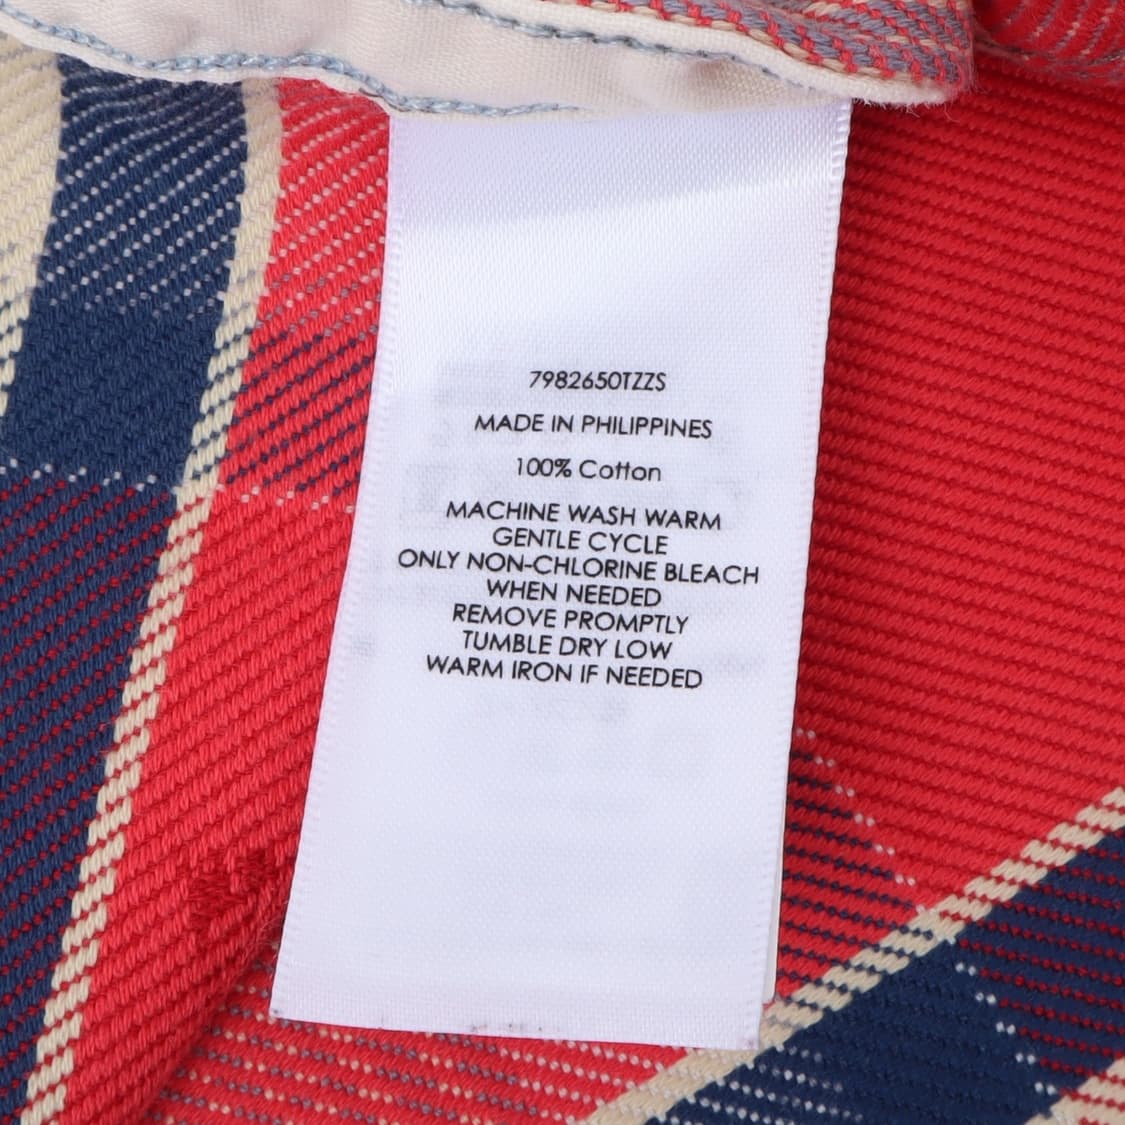 7982650TZZS
MADE IN PHILIPPINES
100% Cotton
MACHINE WASH WARM
GENTLE CYCLE
ONLY NON-CHLORINE BLEACH
WHEN NEEDED
REMOVE PROMPTLY
TUMBLE DRY LOW
WARM IRON IF NEEDED